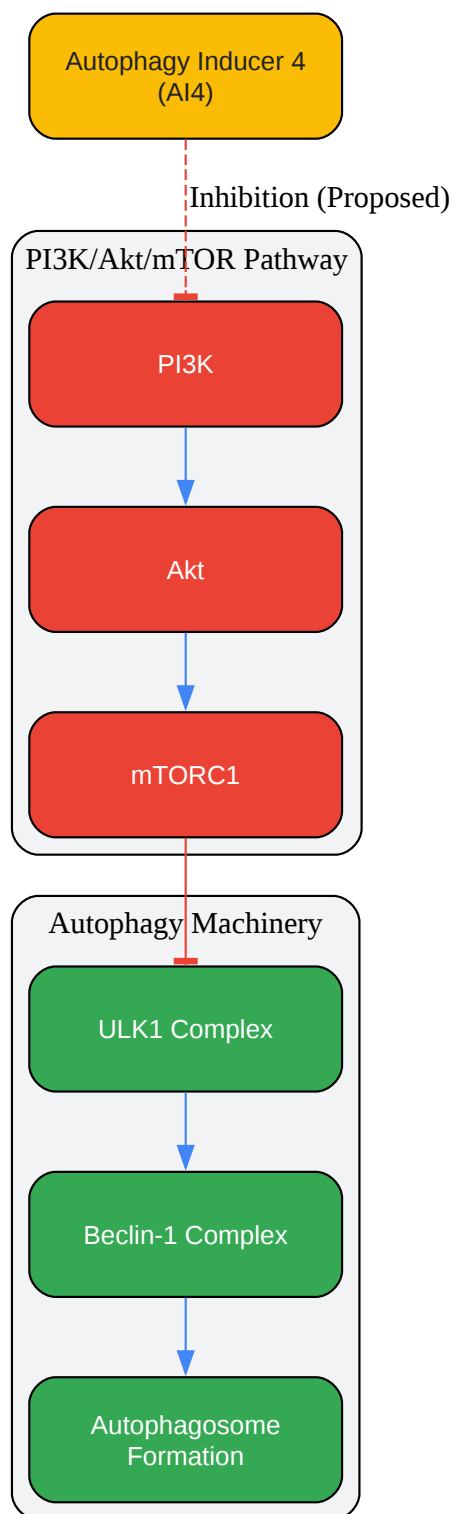 Autophagy Inducer 4
(AI4)
Inhibition (Proposed)
PI3K/Akt/mTOR Pathway
PI3K
Akt
mTORC1
Autophagy Machinery
ULK1 Complex
Beclin-1 Complex
Autophagosome
Formation